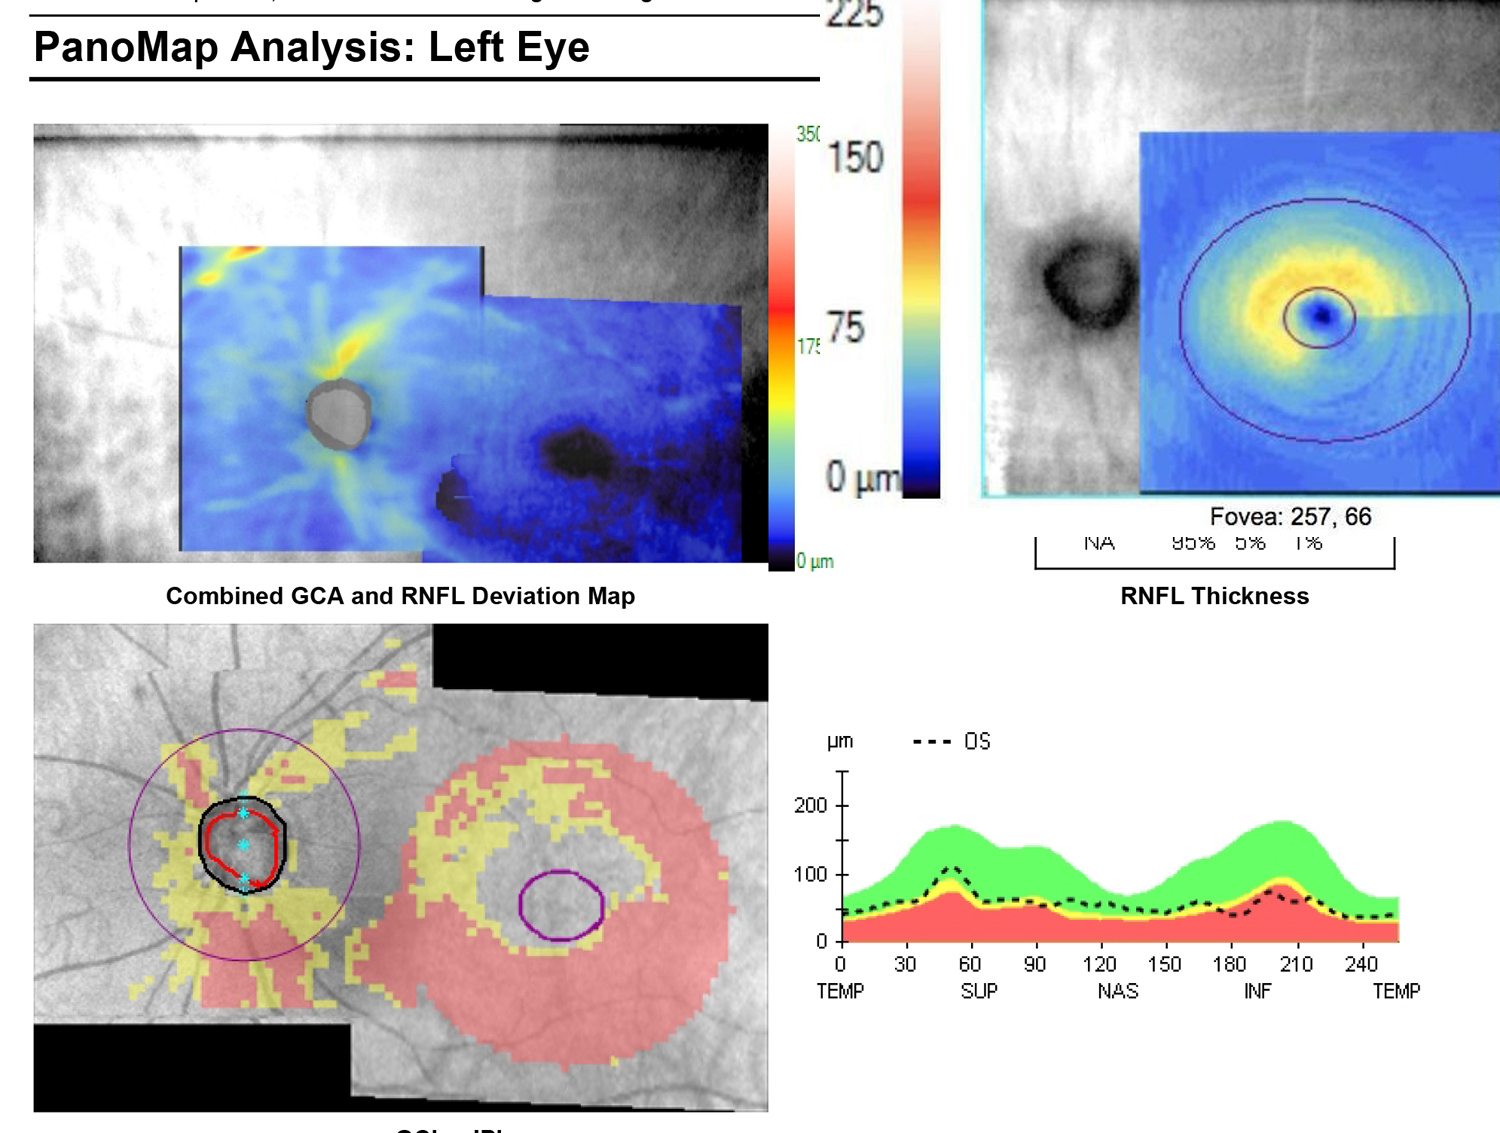 PanoMap Analysis: Left Eye
225
150
75
0 µm
350
175
0 µm
Fovea: 257, 66
NA 95% 5% 1%
Combined GCA and RNFL Deviation Map
RNFL Thickness
µm --- OS
200
100
0
0 30 60 90 120 150 180 210 240
TEMP SUP NAS INF TEMP